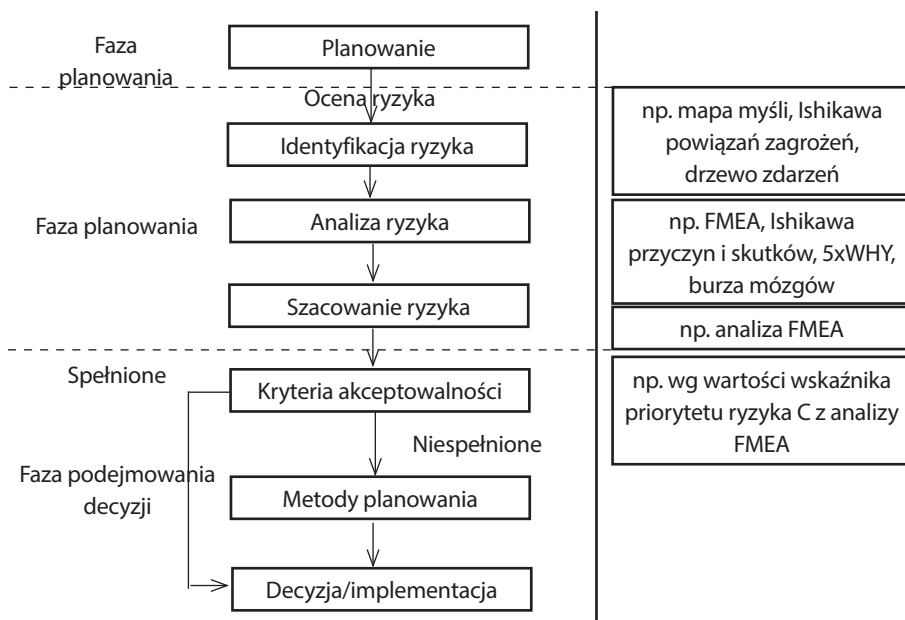 Faza
planowania
Planowanie
Ocena ryzyka
Identyfikacja ryzyka
np. mapa myśli, Ishikawa
powiązań zagrożeń,
drzewo zdarzeń
Faza planowania
Analiza ryzyka
np. FMEA, Ishikawa
przyczyn i skutków, 5xWHY,
burza mózgów
Szacowanie ryzyka
np. analiza FMEA
Spełnione
Kryteria akceptowalności
np. wg wartości wskaźnika
priorytetu ryzyka C z analizy
FMEA
Niespełnione
Faza podejmowania
decyzji
Metody planowania
Decyzja/implementacja